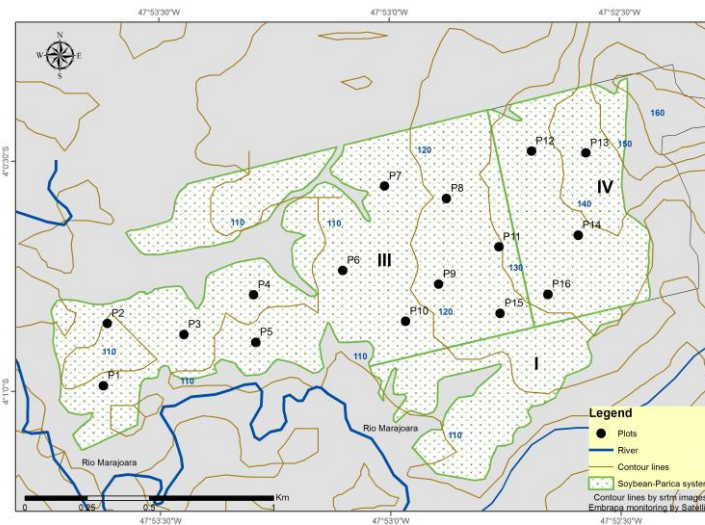 47°53'30"W 47°53'0"W 47°52'30"W
N
W E
S
160
P12 P13 150
120
4°0'30"S
P7
IV
P8
140
110 110
P14
P11
III 130
P6
P4 P9 P16
P2 P10 120 P15
P3
P5
110 110 I
P1 110
4°1'0"S
Legend
Rio Marajoara 110 Plots
River
Rio Marajoara Contour lines
Soybean-Parica system
Contour lines by srtm images
Embrapa monitoring by Satelli
Km
0 0.25 0.5 1
47°53'30"W 47°53'0"W 47°52'30"W